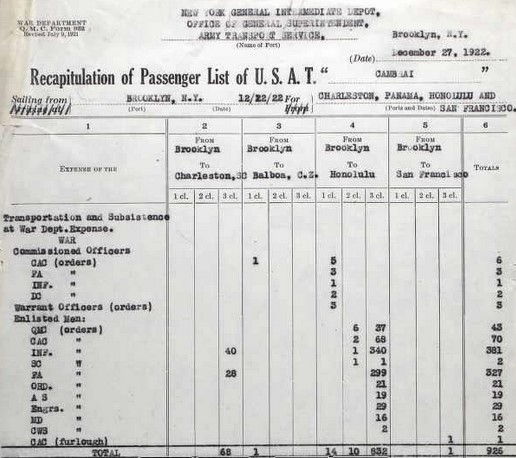 NEW YORK GENERAL INTERMEDIATE DEPOT,
WAR DEPARTMENT OFFICE OF GENERAL SUPERINTENDENT,
Q. M. C. Form 982
Revised July 9, 1921 ARMY TRANSPORT SERVICE, Brooklyn, N.Y.
(Name of Port)
(Date) December 27, 1922.
Recapitulation of Passenger List of U. S. A. T. “ CAMBRAI ”
Sailing from BROOKLYN, N.Y. 12/22/22 For CHARLESTON, PANAMA, HONOLULU AND
(Port) (Date) (Ports and Dates) SAN FRANCISCO.
1 2 3 4 5 6
FROM FROM FROM FROM
Brooklyn Brooklyn Brooklyn Brooklyn
EXPENSE OF THE TO TO TO TO TOTALS
Charleston,SC Balboa, C.Z. Honolulu San Francisco
1 cl. 2 cl. 3 cl. 1 cl. 2 cl. 3 cl. 1 cl. 2 cl. 3 cl. 1 cl. 2 cl. 3 cl.
Transportation and Subsistence
at War Dept.Expense.
WAR
Commissioned Officers
CAC (orders) 1 5 6
FA " 3 3
INF. " 1 1
DC " 2 2
Warrant Officers (orders) 3 3
Enlisted Men:
QMC (orders) 6 37 43
CAC " 2 68 70
INF. " 40 1 340 381
SC " 1 1 2
FA " 28 299 327
ORD. " 21 21
A S " 19 19
Engrs. " 29 29
MD " 16 16
CWS " 2 2
CAC (furlough) 1 1
TOTAL 68 1 14 10 832 1 926